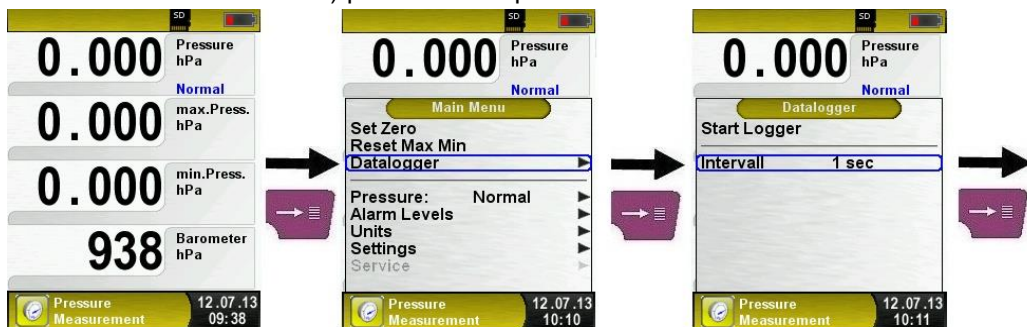 SD
0.000 Pressure hPa
Normal
0.000 max.Press. hPa
0.000 min.Press. hPa
938 Barometer hPa
Pressure Measurement
12.07.13
09:38
SD
0.000 Pressure hPa
Normal
Main Menu
Set Zero
Reset Max Min
Datalogger
Pressure: Normal
Alarm Levels
Units
Settings
Service
Pressure Measurement
12.07.13
10:10
SD
0.000 Pressure hPa
Normal
Datalogger
Start Logger
Intervall 1 sec
Pressure Measurement
12.07.13
10:11